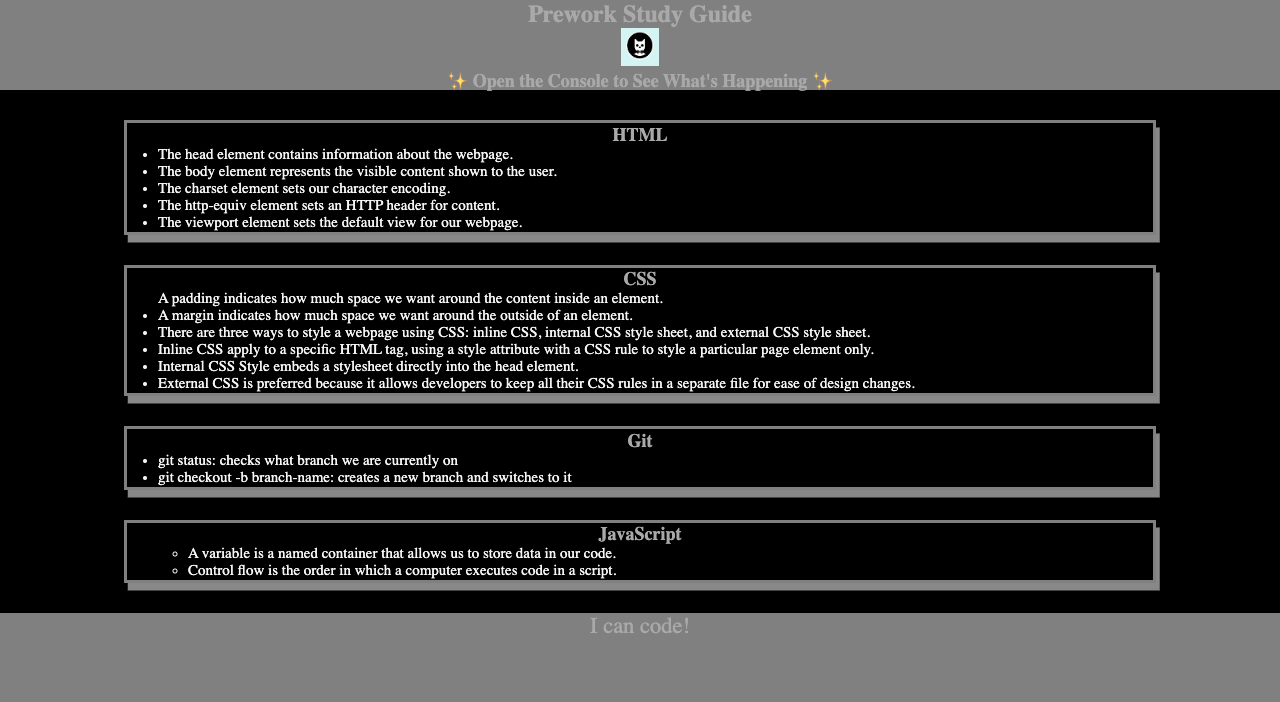 Prework Study Guide
✨ Open the Console to See What's Happening ✨
HTML
The head element contains information about the webpage.
The body element represents the visible content shown to the user.
The charset element sets our character encoding.
The http-equiv element sets an HTTP header for content.
The viewport element sets the default view for our webpage.
CSS
A padding indicates how much space we want around the content inside an element.
A margin indicates how much space we want around the outside of an element.
There are three ways to style a webpage using CSS: inline CSS, internal CSS style sheet, and external CSS style sheet.
Inline CSS apply to a specific HTML tag, using a style attribute with a CSS rule to style a particular page element only.
Internal CSS Style embeds a stylesheet directly into the head element.
External CSS is preferred because it allows developers to keep all their CSS rules in a separate file for ease of design changes.
Git
git status: checks what branch we are currently on
git checkout -b branch-name: creates a new branch and switches to it
JavaScript
A variable is a named container that allows us to store data in our code.
Control flow is the order in which a computer executes code in a script.
I can code!